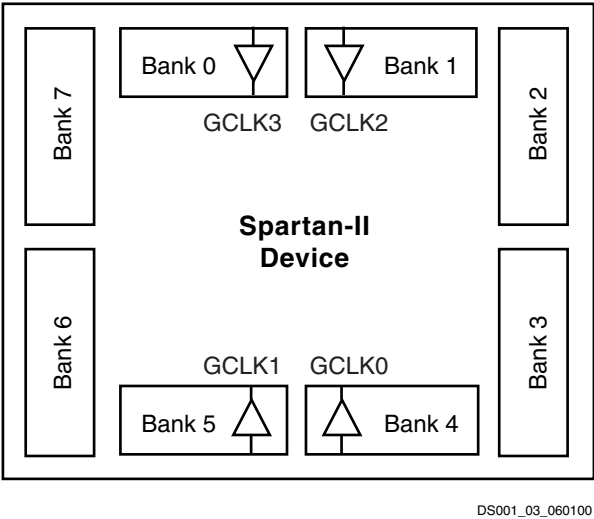 Bank 0
Bank 1
Bank 7
Bank 2
GCLK3
GCLK2
Spartan-II
Device
Bank 6
Bank 3
GCLK1
GCLK0
Bank 5
Bank 4
DS001_03_060100